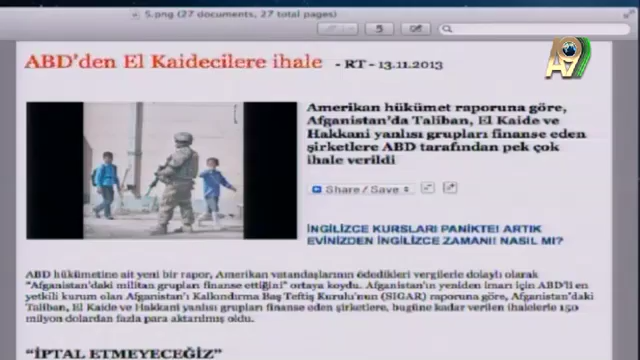 5.png (27 documents, 27 total pages)
ABD'den El Kaidecilere ihale - RT - 13.11.2013
A9
Amerikan hükümet raporuna göre,
Afganistan'da Taliban, El Kaide ve
Hakkani yanlısı grupları finanse eden
şirketlere ABD tarafından pek çok
ihale verildi
Share / Save
İNGİLİZCE KURSLARI PANİKTE! ARTIK
EVİNİZDEN İNGİLİZCE ZAMANI! NASIL MI?
ABD hükümetine ait yeni bir rapor, Amerikan vatandaşlarının ödedikleri vergilerle dolaylı olarak
"Afganistan'daki militan grupları finanse ettiğini" ortaya koydu. Afganistan'ın yeniden imarı için ABD'li en
yetkili kurum olan Afganistan'ı Kalkındırma Baş Teftiş Kurulu'nun (SIGAR) raporuna göre, Afganistan'daki
Taliban, El Kaide ve Hakkani yanlısı grupları finanse eden şirketlere, bugüne kadar verilen ihalelerle 150
milyon dolardan fazla para aktarılmış oldu.
"İPTAL ETMEYECEĞİZ"